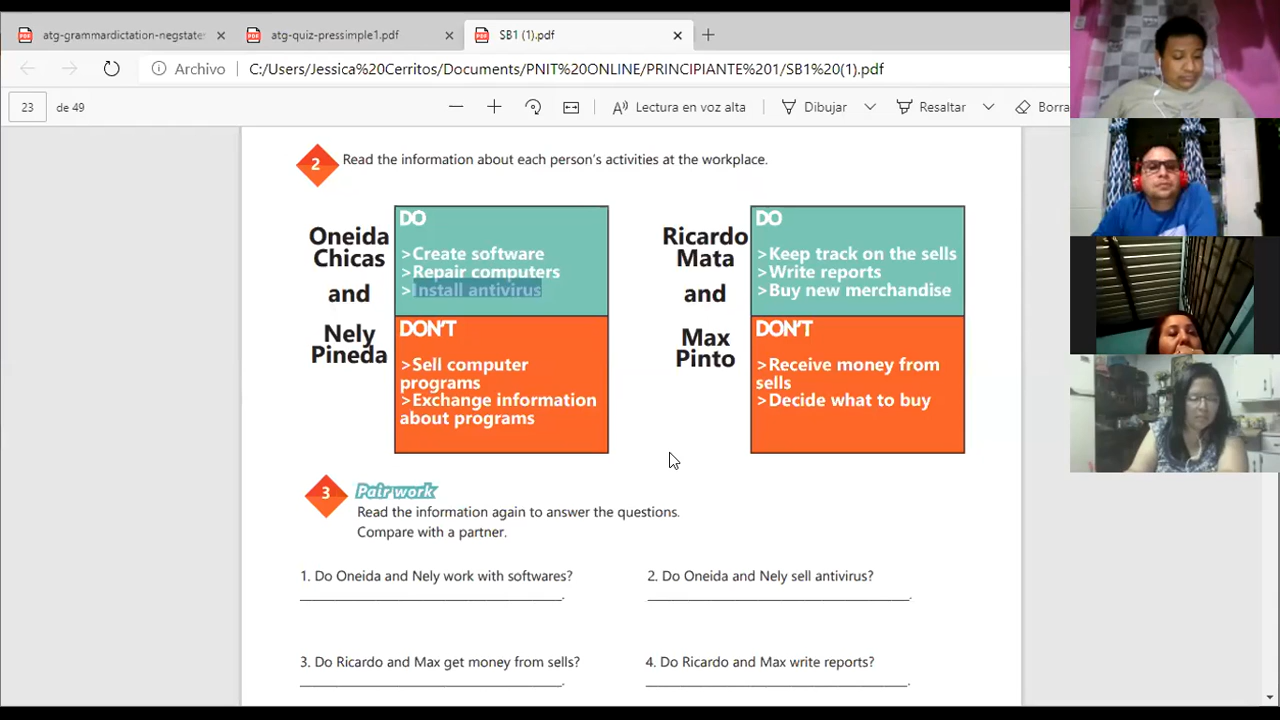 atg-grammardictation-negstate
atg-quiz-pressimple1.pdf
SB1 (1).pdf
Archivo
C:/Users/Jessica%20Cerritos/Documents/PNIT%20ONLINE/PRINCIPIANTE%201/SB1%20(1).pdf
23
de 49
Lectura en voz alta
Dibujar
Resaltar
Borra
2
Read the information about each person's activities at the workplace.
Oneida
Chicas
and
Nely
Pineda
DO
>Create software
>Repair computers
>Install antivirus
DON'T
>Sell computer
programs
>Exchange information
about programs
Ricardo
Mata
and
Max
Pinto
DO
>Keep track on the sells
>Write reports
>Buy new merchandise
DON'T
>Receive money from
sells
>Decide what to buy
3
Pair work
Read the information again to answer the questions.
Compare with a partner.
1. Do Oneida and Nely work with softwares?
2. Do Oneida and Nely sell antivirus?
3. Do Ricardo and Max get money from sells?
4. Do Ricardo and Max write reports?